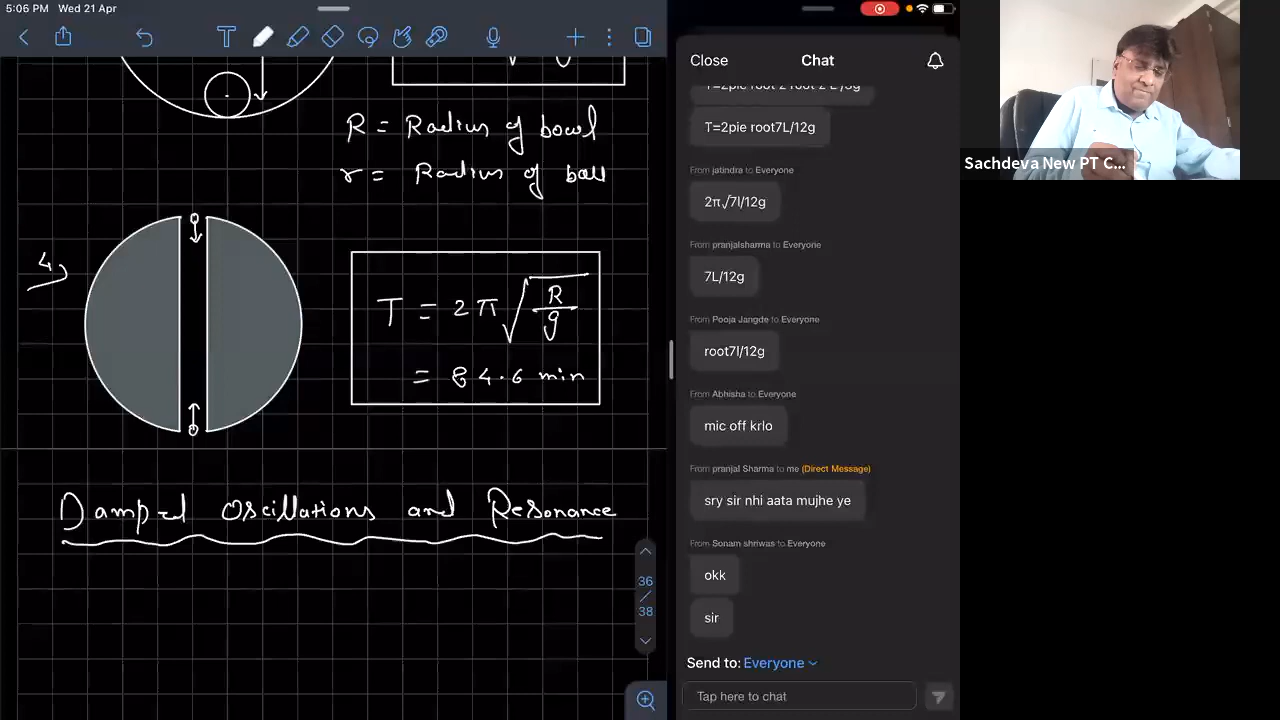 5:06 PM Wed 21 Apr
T
R = Radius of bowl
r = Radius of ball
4)
T = 2π √R/g
= 84.6 min
Damped Oscillations and Resonance
36
38
Close
Chat
T=2pie root7L/12g
From jatindra to Everyone
2π√7l/12g
From pranjalsharma to Everyone
7L/12g
From Pooja Jangde to Everyone
root7l/12g
From Abhisha to Everyone
mic off krlo
From pranjal Sharma to me (Direct Message)
sry sir nhi aata mujhe ye
From Sonam shriwas to Everyone
okk
sir
Send to: Everyone
Tap here to chat
Sachdeva New PT C...